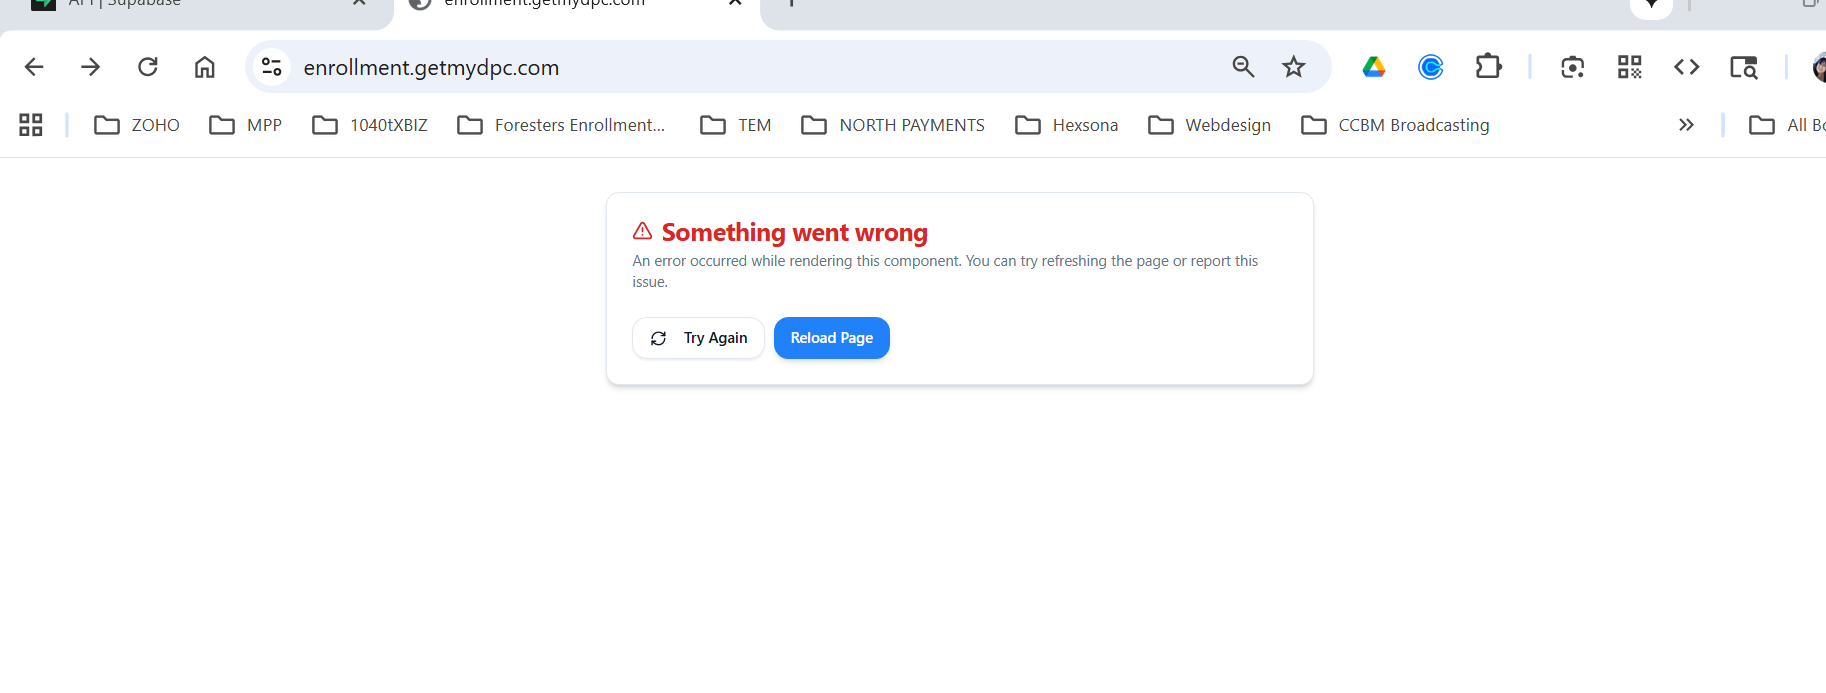 API | Supabase
enrollment.getmydpc.com
enrollment.getmydpc.com
ZOHO
MPP
1040tXBIZ
Foresters Enrollment...
TEM
NORTH PAYMENTS
Hexsona
Webdesign
CCBM Broadcasting
All Bo
Something went wrong
An error occurred while rendering this component. You can try refreshing the page or report this
issue.
Try Again
Reload Page